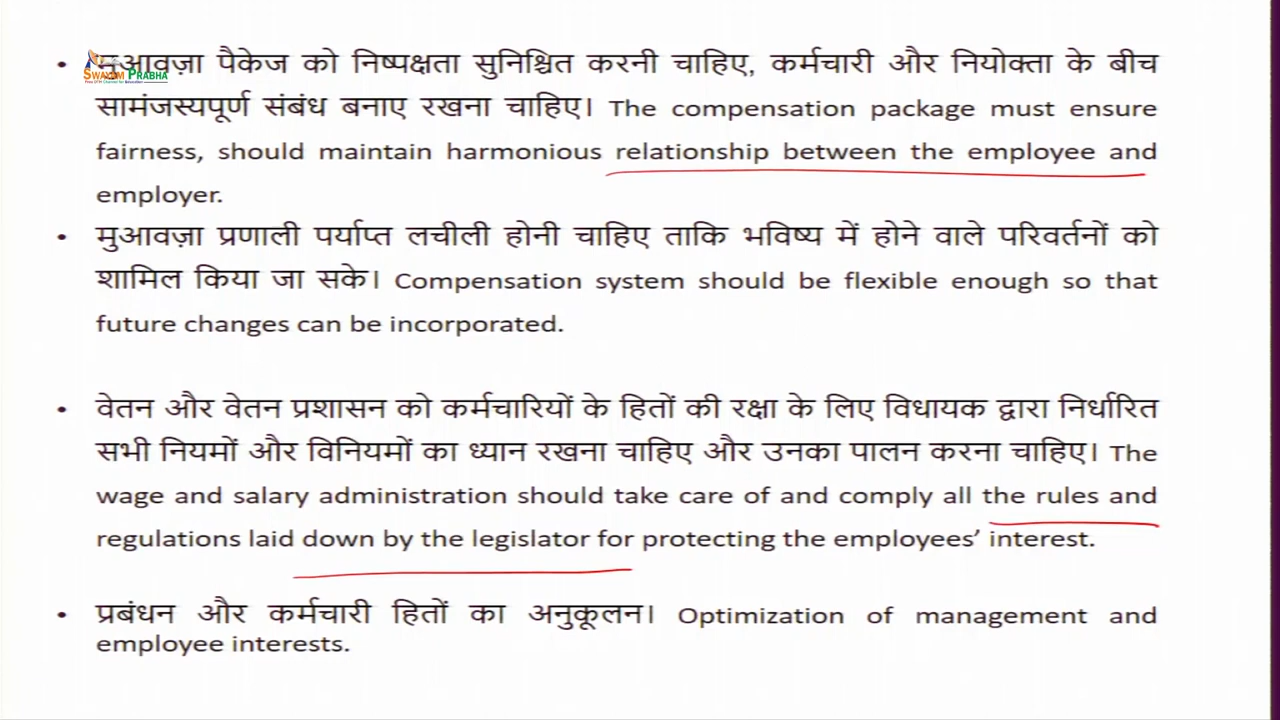 SWAYAM PRABHA
• मुआवज़ा पैकेज को निष्पक्षता सुनिश्चित करनी चाहिए, कर्मचारी और नियोक्ता के बीच
सामंजस्यपूर्ण संबंध बनाए रखना चाहिए। The compensation package must ensure
fairness, should maintain harmonious relationship between the employee and
employer.
• मुआवज़ा प्रणाली पर्याप्त लचीली होनी चाहिए ताकि भविष्य में होने वाले परिवर्तनों को
शामिल किया जा सके। Compensation system should be flexible enough so that
future changes can be incorporated.
• वेतन और वेतन प्रशासन को कर्मचारियों के हितों की रक्षा के लिए विधायक द्वारा निर्धारित
सभी नियमों और विनियमों का ध्यान रखना चाहिए और उनका पालन करना चाहिए। The
wage and salary administration should take care of and comply all the rules and
regulations laid down by the legislator for protecting the employees’ interest.
• प्रबंधन और कर्मचारी हितों का अनुकूलन। Optimization of management and
employee interests.